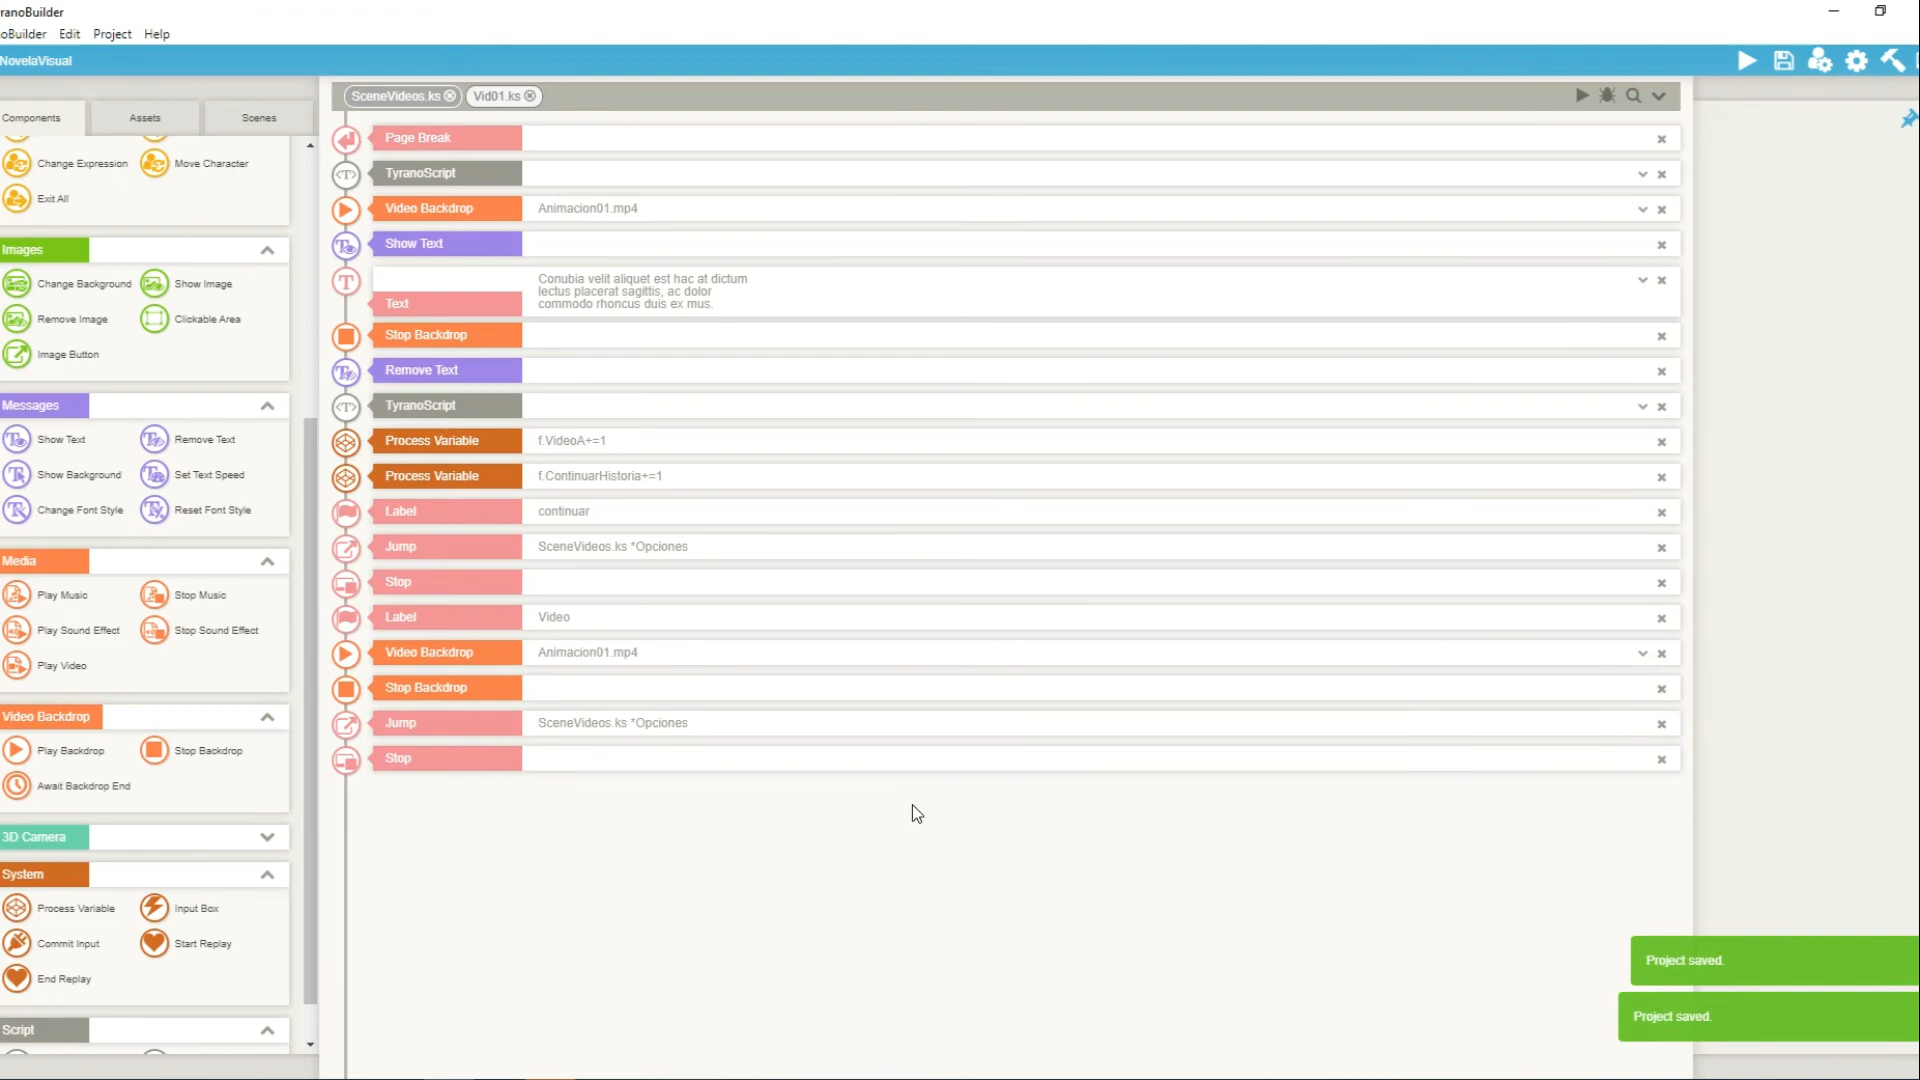 ranoBuilder
oBuilder Edit Project Help
NovelaVisual
Components Assets Scenes
Change Expression Move Character
Exit All
Images
Change Background Show Image
Remove Image Clickable Area
Image Button
Messages
Show Text Remove Text
Show Background Set Text Speed
Change Font Style Reset Font Style
Media
Play Music Stop Music
Play Sound Effect Stop Sound Effect
Play Video
Video Backdrop
Play Backdrop Stop Backdrop
Await Backdrop End
3D Camera
System
Process Variable Input Box
Commit Input Start Replay
End Replay
Script
SceneVideos.ks Vid01.ks
Page Break
TyranoScript
Video Backdrop Animacion01.mp4
Show Text
Conubia velit aliquet est hac at dictum
lectus placerat sagittis, ac dolor
Text commodo rhoncus duis ex mus.
Stop Backdrop
Remove Text
TyranoScript
Process Variable f.VideoA+=1
Process Variable f.ContinuarHistoria+=1
Label continuar
Jump SceneVideos.ks *Opciones
Stop
Label Video
Video Backdrop Animacion01.mp4
Stop Backdrop
Jump SceneVideos.ks *Opciones
Stop
Project saved.
Project saved.